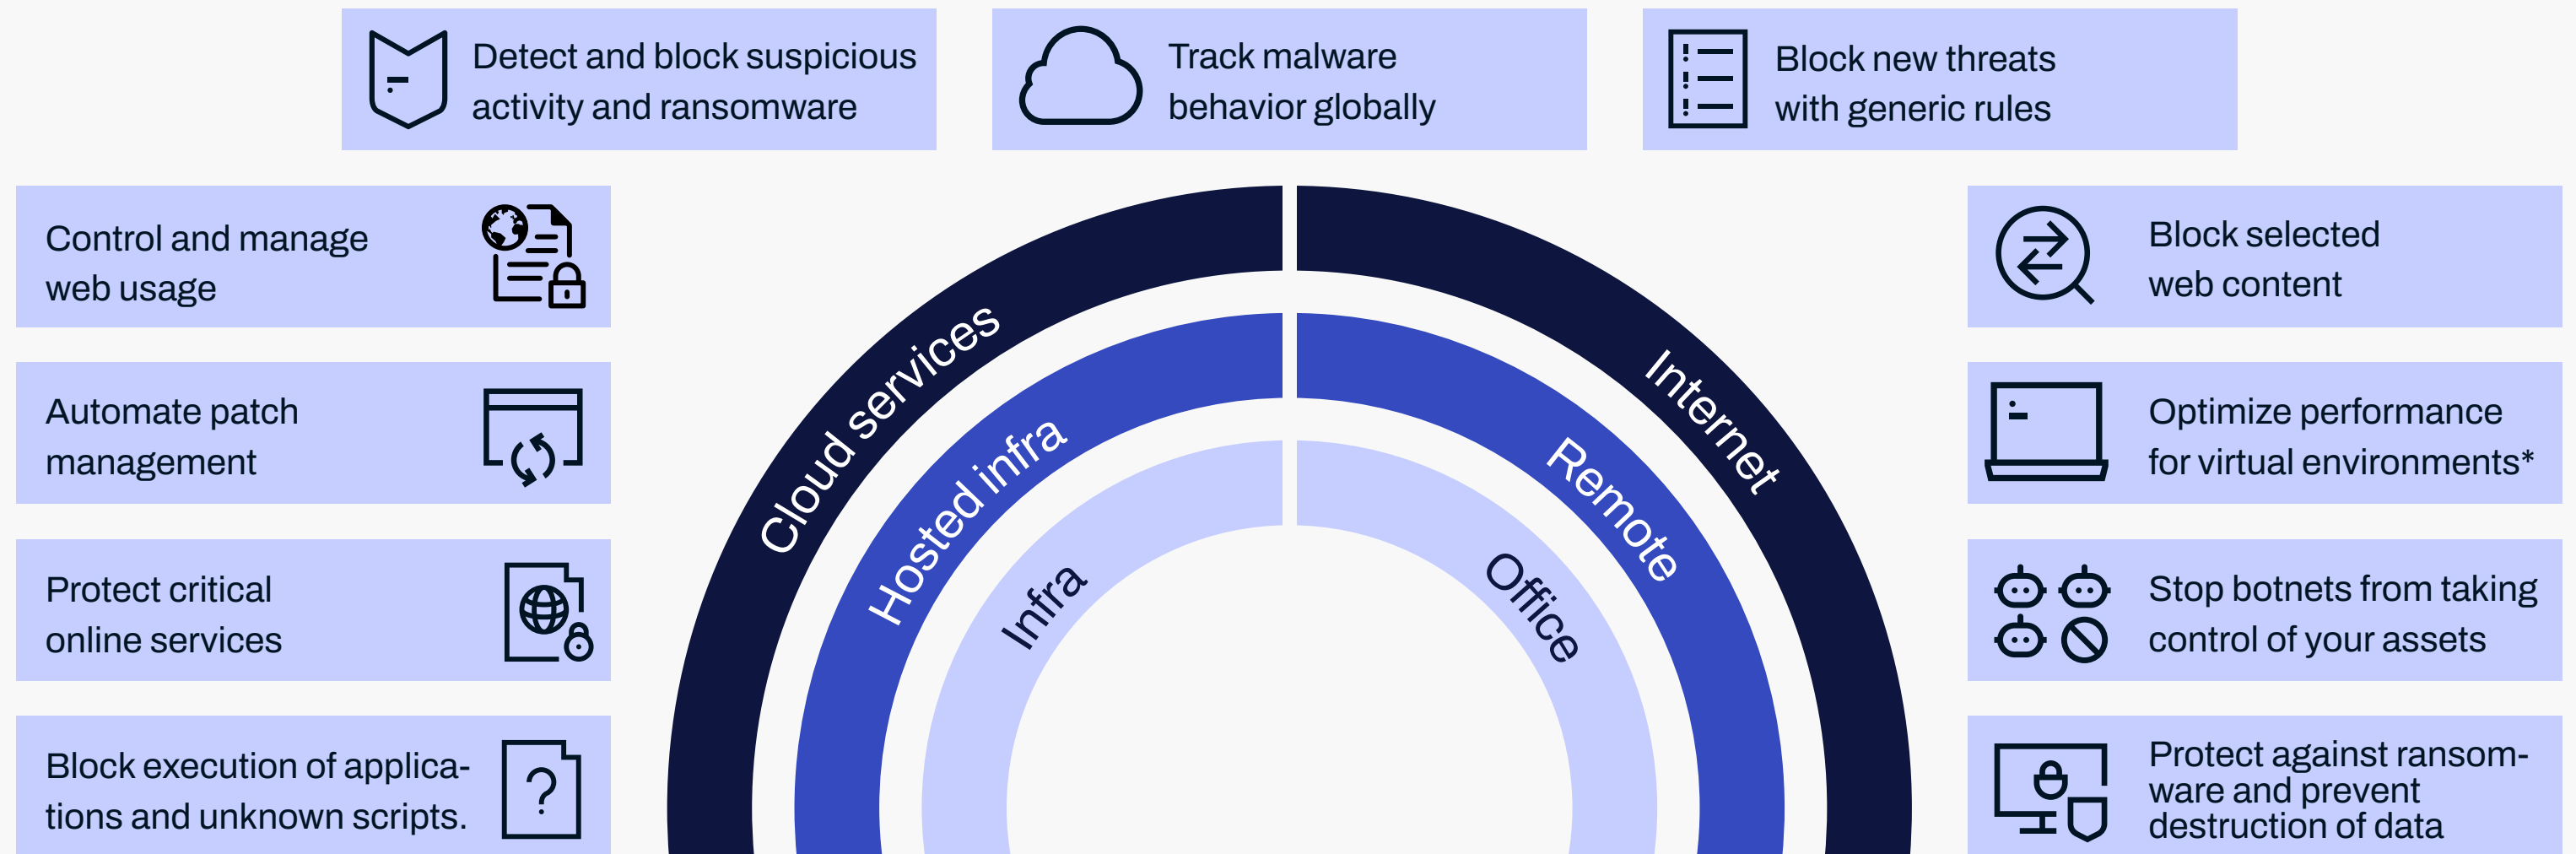 Detect and block suspicious
activity and ransomware
Track malware
behavior globally
Block new threats
with generic rules
Control and manage
web usage
Automate patch
management
Protect critical
online services
Block execution of applica-
tions and unknown scripts.
Cloud services
Hosted infra
Infra
Internet
Remote
Office
Block selected
web content
Optimize performance
for virtual environments*
Stop botnets from taking
control of your assets
Protect against ransom-
ware and prevent
destruction of data